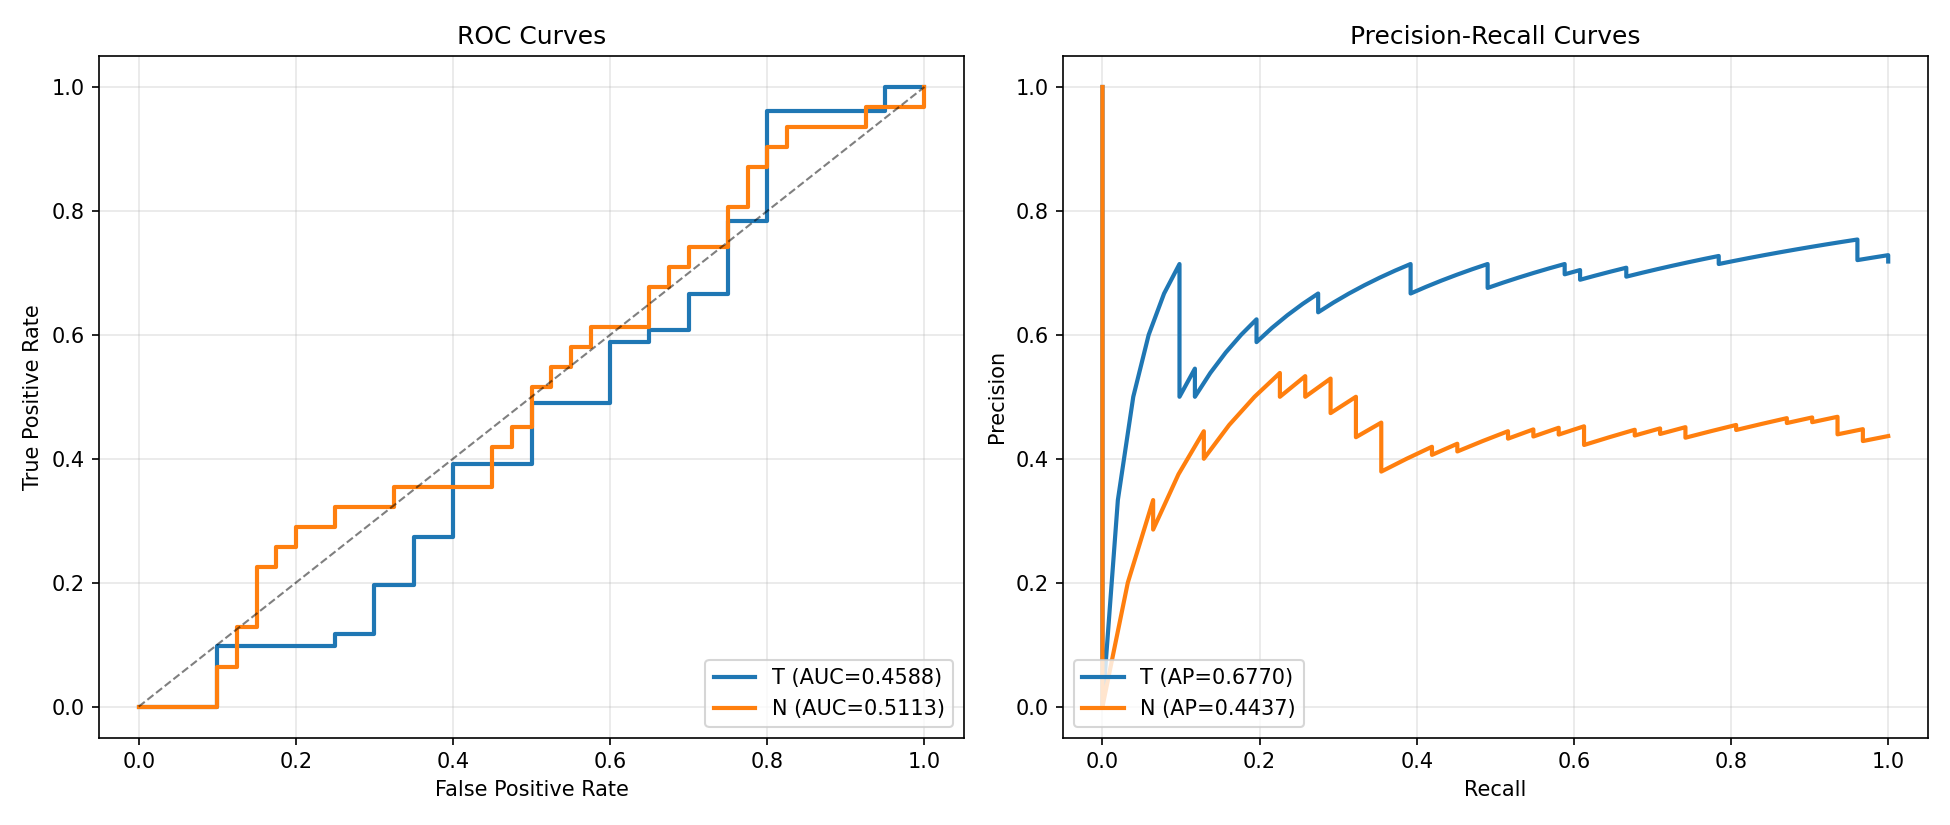 ROC Curves
True Positive Rate
1.0
0.8
0.6
0.4
0.2
0.0
T (AUC=0.4588)
N (AUC=0.5113)
0.0 0.2 0.4 0.6 0.8 1.0
False Positive Rate
Precision-Recall Curves
Precision
1.0
0.8
0.6
0.4
0.2
0.0
T (AP=0.6770)
N (AP=0.4437)
0.0 0.2 0.4 0.6 0.8 1.0
Recall